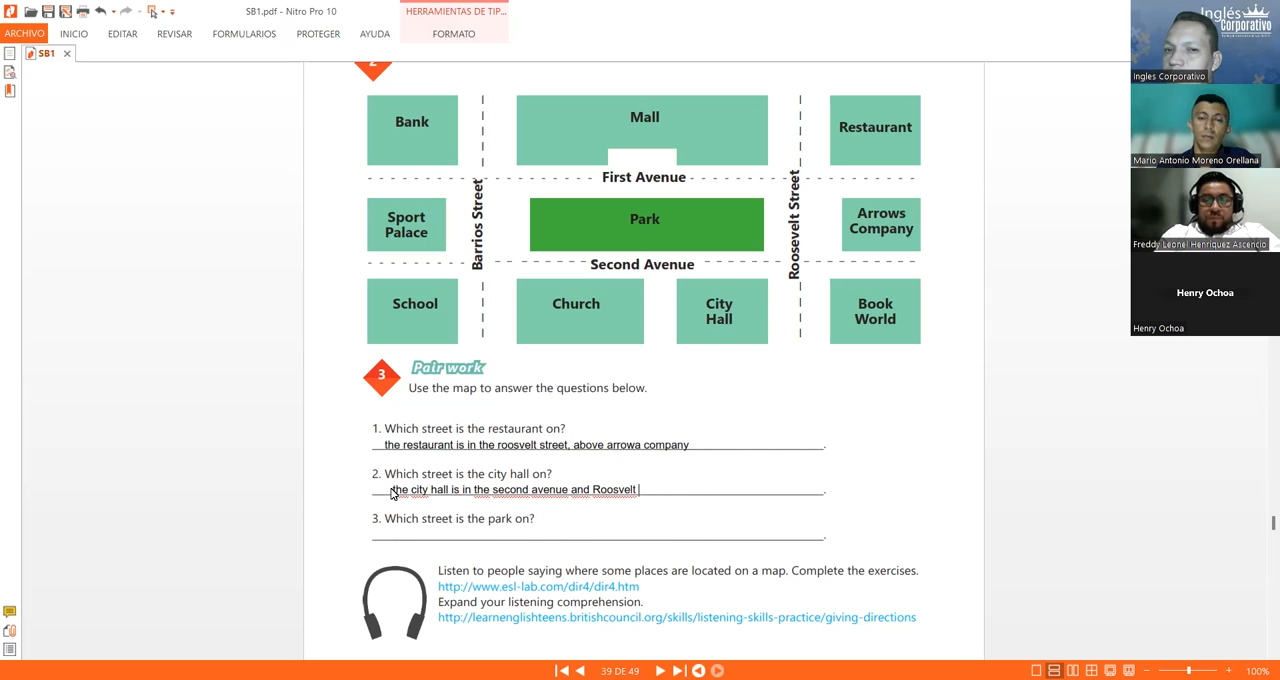 SB1.pdf - Nitro Pro 10
HERRAMIENTAS DE TIP...
ARCHIVO INICIO EDITAR REVISAR FORMULARIOS PROTEGER AYUDA FORMATO
SB1
Inglés
Corporativo
Ingles Corporativo
Mario Antonio Moreno Orellana
Freddy Leonel Henriquez Ascencio
Henry Ochoa
Henry Ochoa
2
Bank
Mall
Restaurant
First Avenue
Barrios Street
Roosevelt Street
Sport
Palace
Park
Arrows
Company
Second Avenue
School
Church
City
Hall
Book
World
3
Pair work
Use the map to answer the questions below.
1. Which street is the restaurant on?
the restaurant is in the roosvelt street, above arrowa company
2. Which street is the city hall on?
the city hall is in the second avenue and Roosvelt
3. Which street is the park on?
Listen to people saying where some places are located on a map. Complete the exercises.
http://www.esl-lab.com/dir4/dir4.htm
Expand your listening comprehension.
http://learnenglishteens.britishcouncil.org/skills/listening-skills-practice/giving-directions
39 DE 49
100%